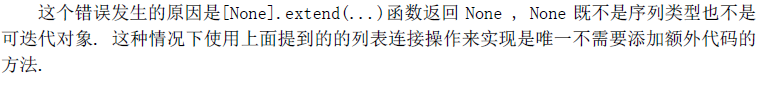 这个错误发生的原因是[None].extend(...)函数返回 None , None 既不是序列类型也不是
可迭代对象. 这种情况下使用上面提到的的列表连接操作来实现是唯一不需要添加额外代码的
方法.